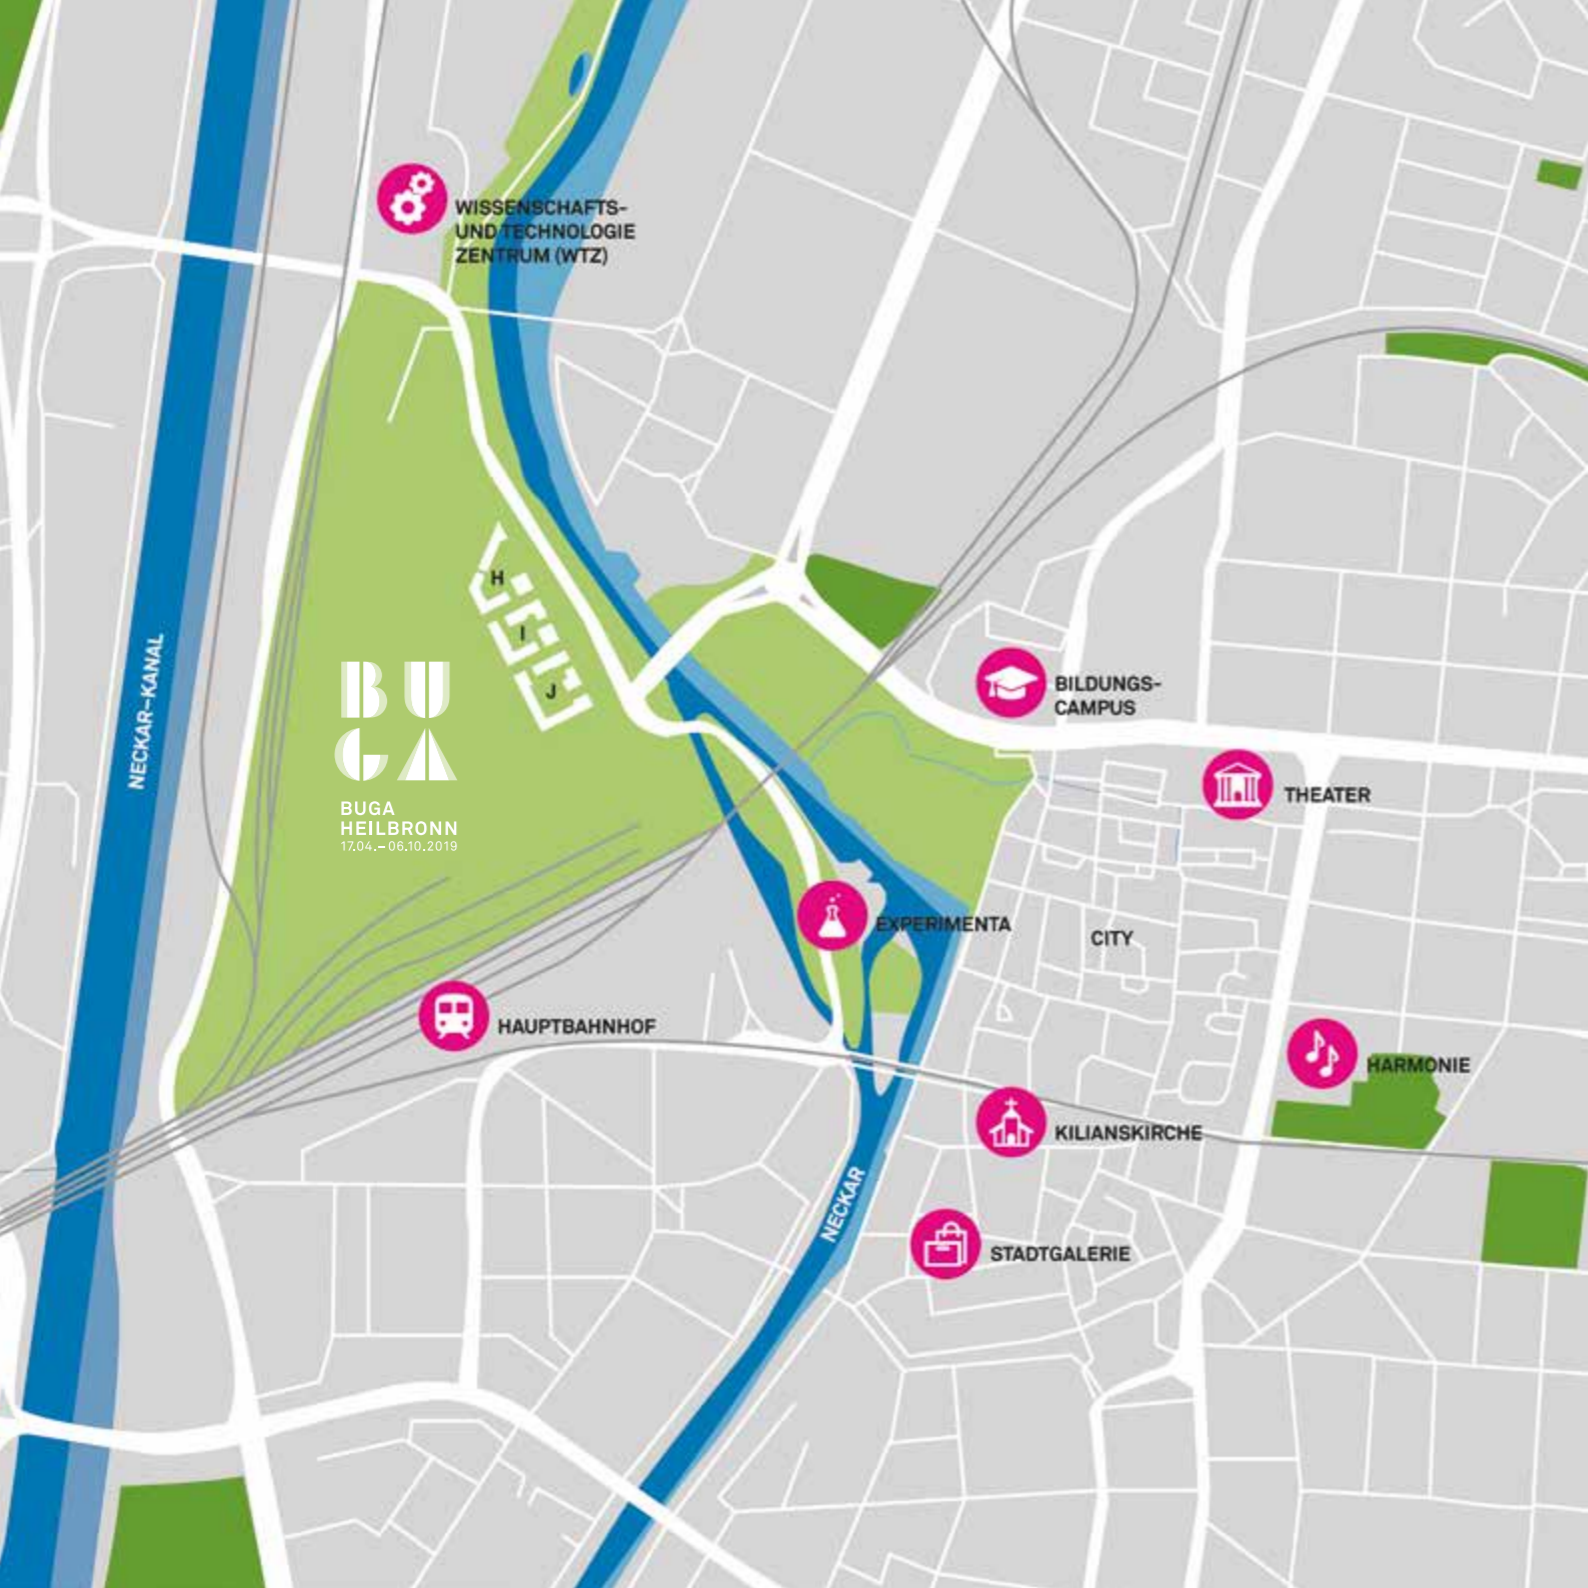 WISSENSCHAFTS-
UND TECHNOLOGIE
ZENTRUM (WTZ)
H
I
J
NECKAR-KANAL
BU
GA
BUGA
HEILBRONN
17.04.–06.10.2019
BILDUNGS-
CAMPUS
THEATER
EXPERIMENTA
CITY
HAUPTBAHNHOF
HARMONIE
KILIANSKIRCHE
NECKAR
STADTGALERIE